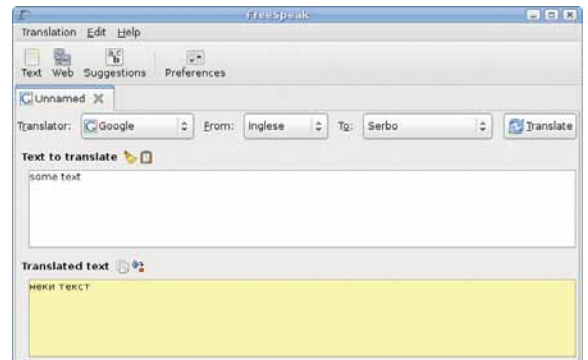 FreeSpeak
Translation Edit Help
Text Web Suggestions Preferences
Unnamed
Translator: Google From: Inglese To: Serbo Translate
Text to translate
some text
Translated text
неки текст